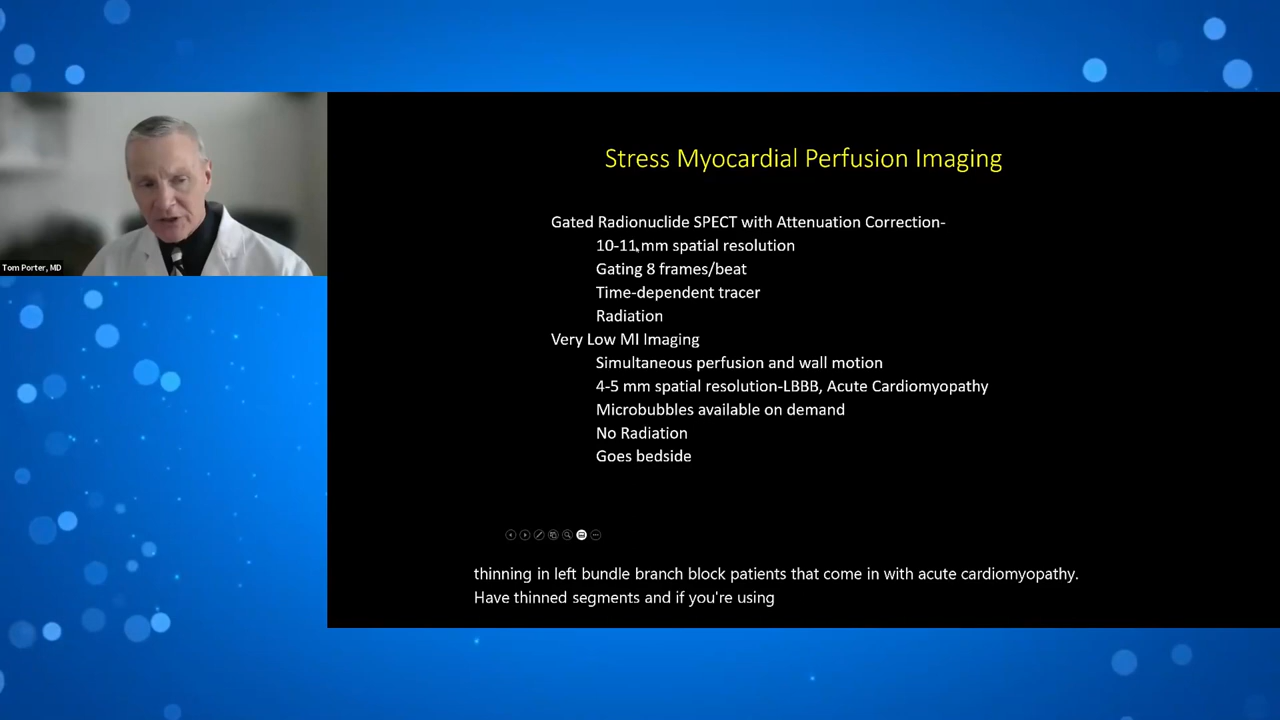 Tom Porter, MD
Stress Myocardial Perfusion Imaging
Gated Radionuclide SPECT with Attenuation Correction-
10-11 mm spatial resolution
Gating 8 frames/beat
Time-dependent tracer
Radiation
Very Low MI Imaging
Simultaneous perfusion and wall motion
4-5 mm spatial resolution-LBBB, Acute Cardiomyopathy
Microbubbles available on demand
No Radiation
Goes bedside
thinning in left bundle branch block patients that come in with acute cardiomyopathy.
Have thinned segments and if you're using